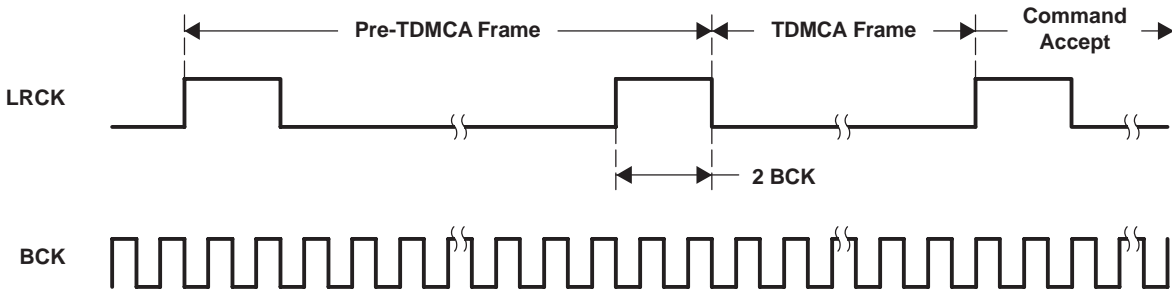 Pre-TDMCA Frame
TDMCA Frame
Command
Accept
LRCK
2 BCK
BCK